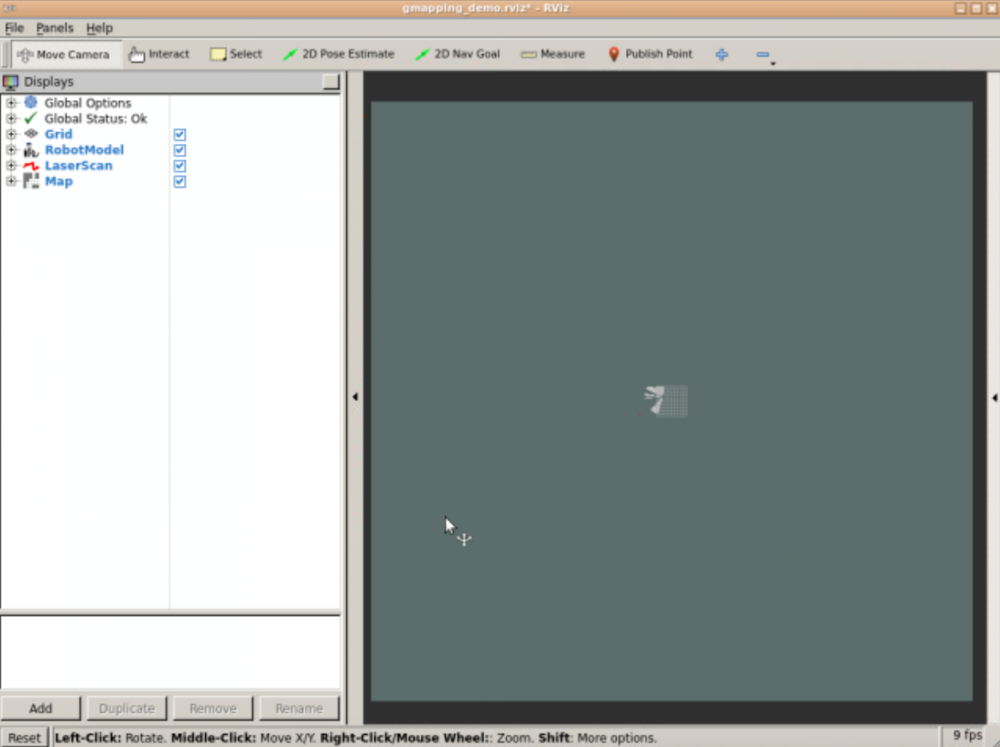 gmapping_demo.rviz* - RViz
File Panels Help
Move Camera Interact Select 2D Pose Estimate 2D Nav Goal Measure Publish Point
Displays
Global Options
Global Status: Ok
Grid
RobotModel
LaserScan
Map
Add Duplicate Remove Rename
Reset Left-Click: Rotate. Middle-Click: Move X/Y. Right-Click/Mouse Wheel:: Zoom. Shift: More options. 9 fps